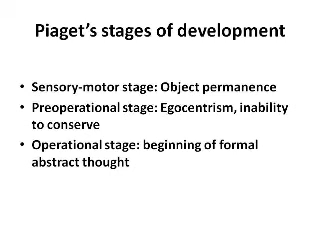 Piaget’s stages of development
• Sensory-motor stage: Object permanence
• Preoperational stage: Egocentrism, inability
to conserve
• Operational stage: beginning of formal
abstract thought